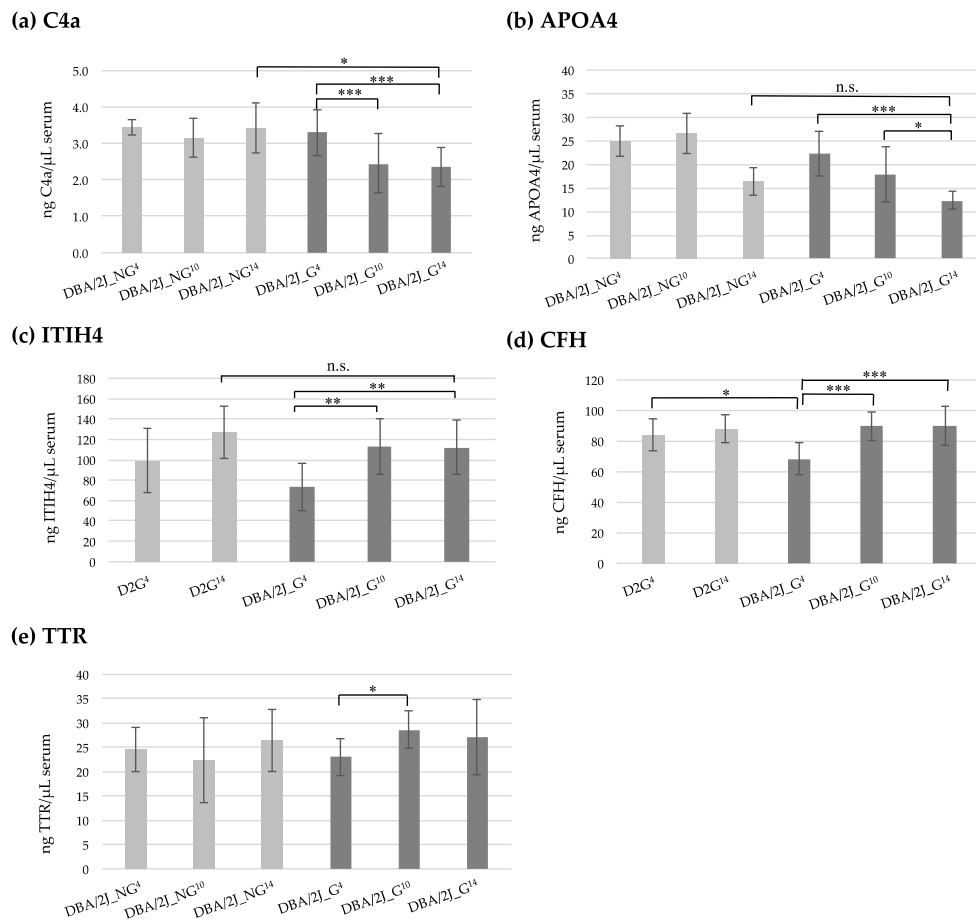 (a) C4a
ng C4a/μL serum
5.0
4.0
3.0
2.0
1.0
0.0
*
***
***
DBA/2J_NG⁴
DBA/2J_NG¹⁰
DBA/2J_NG¹⁴
DBA/2J_G⁴
DBA/2J_G¹⁰
DBA/2J_G¹⁴
(b) APOA4
ng APOA4/μL serum
40
35
30
25
20
15
10
5
0
n.s.
***
*
DBA/2J_NG⁴
DBA/2J_NG¹⁰
DBA/2J_NG¹⁴
DBA/2J_G⁴
DBA/2J_G¹⁰
DBA/2J_G¹⁴
(c) ITIH4
ng ITIH4/μL serum
180
160
140
120
100
80
60
40
20
0
n.s.
**
**
D2G⁴
D2G¹⁴
DBA/2J_G⁴
DBA/2J_G¹⁰
DBA/2J_G¹⁴
(d) CFH
ng CFH/μL serum
120
100
80
60
40
20
0
***
*
***
D2G⁴
D2G¹⁴
DBA/2J_G⁴
DBA/2J_G¹⁰
DBA/2J_G¹⁴
(e) TTR
ng TTR/μL serum
40
35
30
25
20
15
10
5
0
*
DBA/2J_NG⁴
DBA/2J_NG¹⁰
DBA/2J_NG¹⁴
DBA/2J_G⁴
DBA/2J_G¹⁰
DBA/2J_G¹⁴